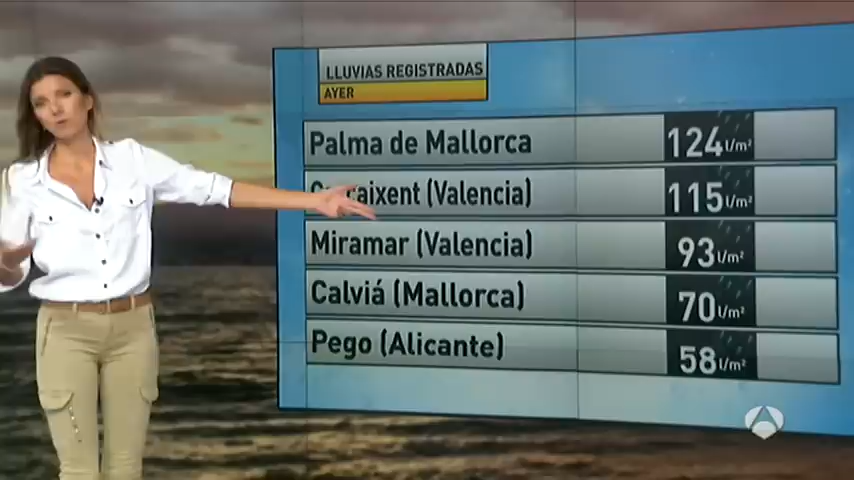 LLUVIAS REGISTRADAS
AYER
Palma de Mallorca 124 l/m²
(Valencia) 115 l/m²
Miramar (Valencia) 93 l/m²
Calviá (Mallorca) 70 l/m²
Pego (Alicante) 58 l/m²